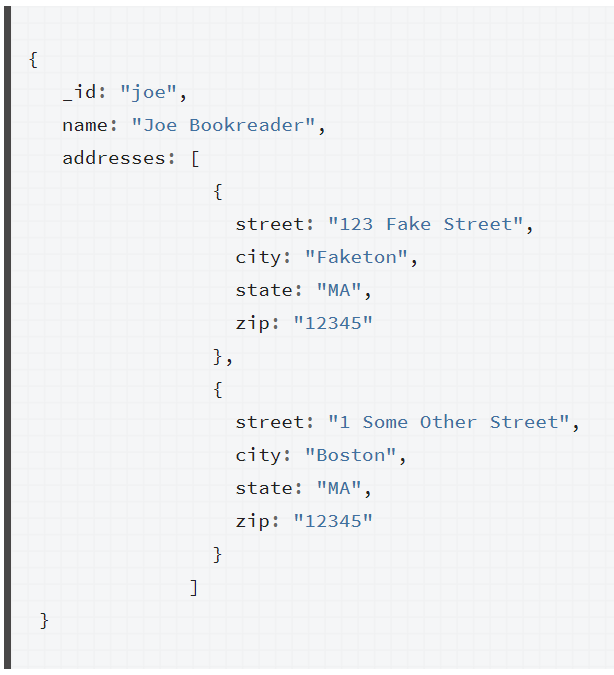 {
   _id: "joe",
   name: "Joe Bookreader",
   addresses: [
                {
                  street: "123 Fake Street",
                  city: "Faketon",
                  state: "MA",
                  zip: "12345"
                },
                {
                  street: "1 Some Other Street",
                  city: "Boston",
                  state: "MA",
                  zip: "12345"
                }
              ]
 }